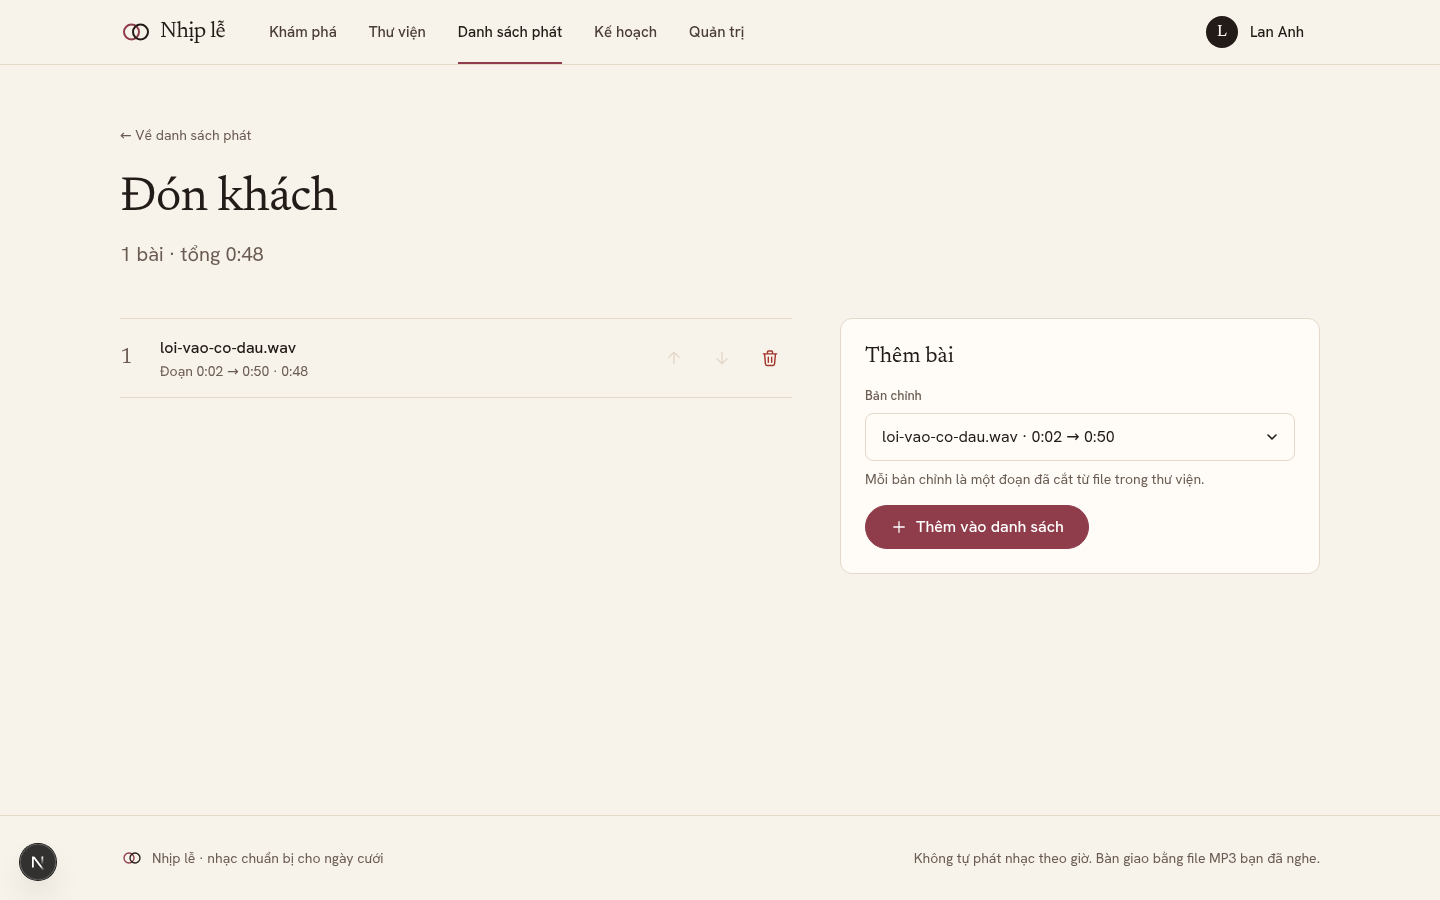 Nhịp lễ
Khám phá
Thư viện
Danh sách phát
Kế hoạch
Quản trị
L
Lan Anh
← Về danh sách phát
Đón khách
1 bài · tổng 0:48
1
loi-vao-co-dau.wav
Đoạn 0:02 → 0:50 · 0:48
Thêm bài
Bản chỉnh
loi-vao-co-dau.wav · 0:02 → 0:50
Mỗi bản chỉnh là một đoạn đã cắt từ file trong thư viện.
Thêm vào danh sách
N
Nhịp lễ · nhạc chuẩn bị cho ngày cưới
Không tự phát nhạc theo giờ. Bàn giao bằng file MP3 bạn đã nghe.